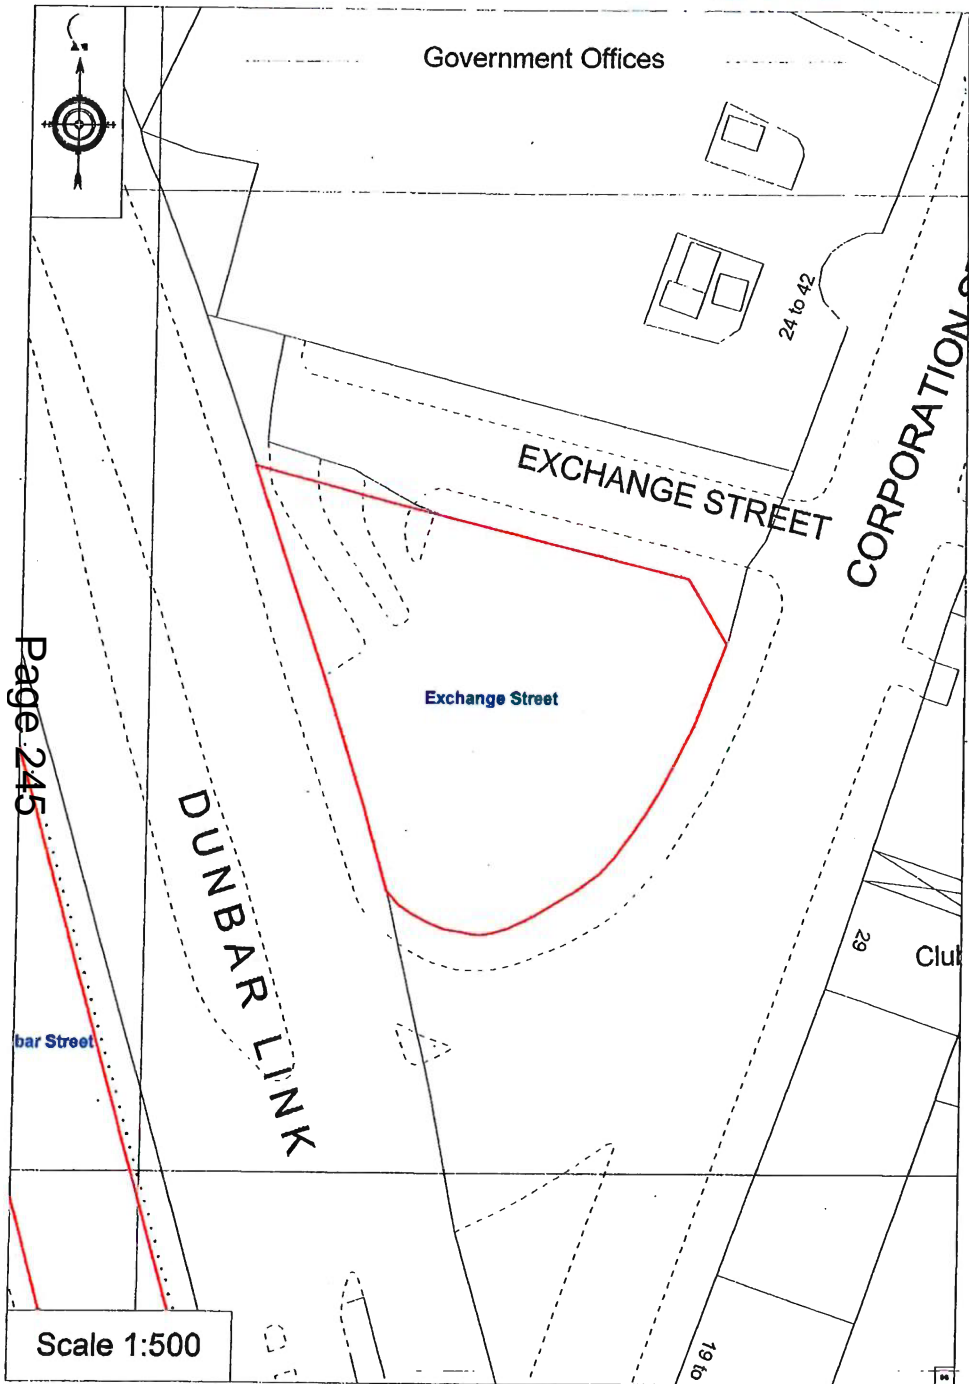 Government Offices
24 to 42
CORPORATION
EXCHANGE STREET
Exchange Street
Page 245
DUNBAR LINK
29
Clu
bar Street
19 to
Scale 1:500